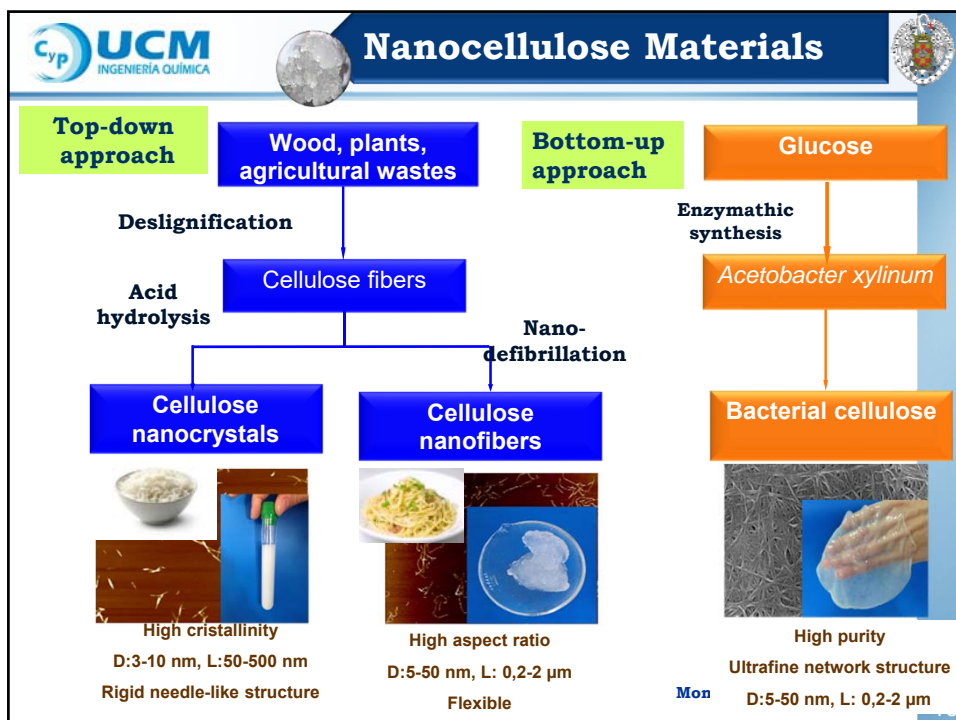 Cyp UCM
INGENIERÍA QUÍMICA
Nanocellulose Materials
Top-down
approach
Wood, plants,
agricultural wastes
Bottom-up
approach
Glucose
Deslignification
Enzymathic
synthesis
Cellulose fibers
Acetobacter xylinum
Acid
hydrolysis
Nano-
defibrillation
Cellulose
nanocrystals
Cellulose
nanofibers
Bacterial cellulose
High cristallinity
D:3-10 nm, L:50-500 nm
Rigid needle-like structure
High aspect ratio
D:5-50 nm, L: 0,2-2 µm
Flexible
High purity
Ultrafine network structure
D:5-50 nm, L: 0,2-2 µm
Mon